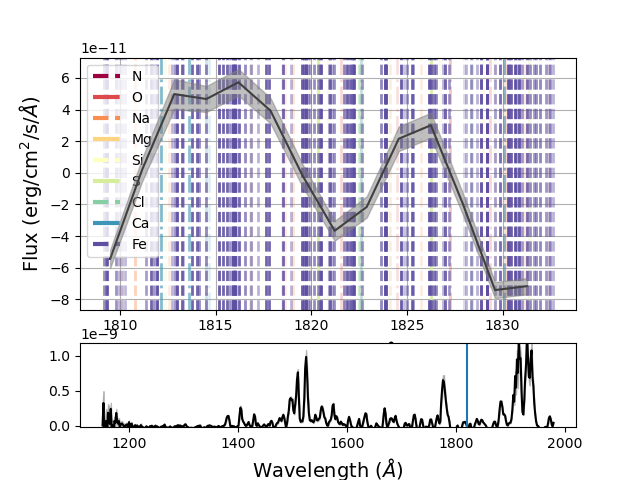 1e−11
6
4
2
0
−2
−4
−6
−8
Flux (erg/cm²/s/Å)
N
O
Na
Mg
Si
S
Cl
Ca
Fe
1810 1815 1820 1825 1830
1e−9
1.0
0.5
0.0
1200 1400 1600 1800 2000
Wavelength (Å)